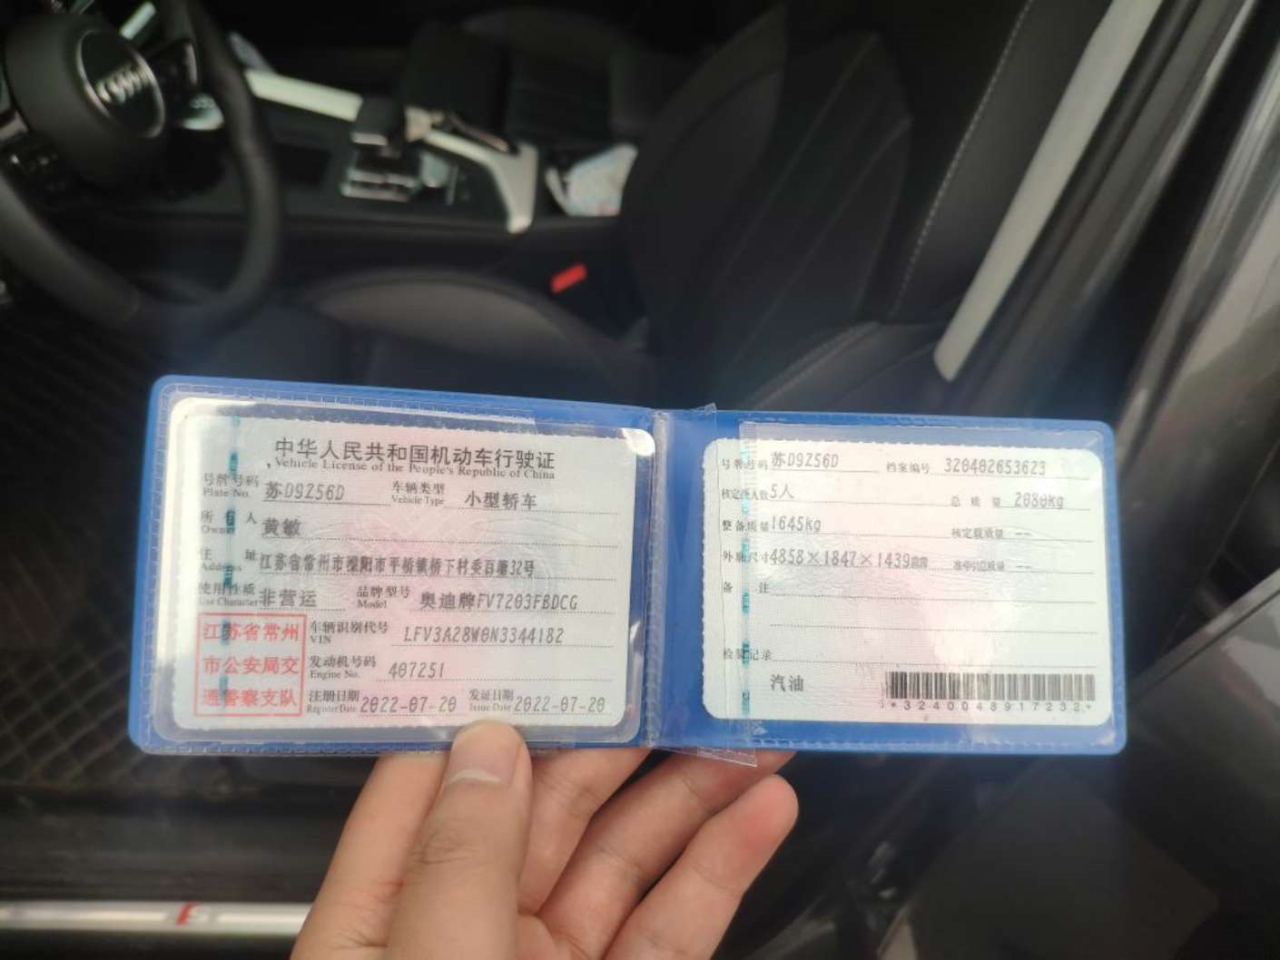 中华人民共和国机动车行驶证
Vehicle License of the People's Republic of China
号牌号码 苏D9Z56D 车辆类型 小型轿车
Plate No. Vehicle Type
所有人 黄敏
Owner
住址 江苏省常州市溧阳市平桥镇桥下村委百塘32号
Address
使用性质 非营运 品牌型号 奥迪牌FV7203FBDCG
Use Character Model
江苏省常州
市公安局交
通警察支队
车辆识别代号 LFV3A28W0N3344182
VIN
发动机号码 407251
Engine No.
注册日期 2022-07-20 发证日期 2022-07-20
Register Date Issue Date
号牌号码 苏D9Z56D 档案编号 320402653623
核定载人数 5人 总质量 2080kg
整备质量 1645kg 核定载质量 --
外廓尺寸 4858×1847×1439mm 准牵引总质量 --
备注
检验记录
汽油
*3240048917232*